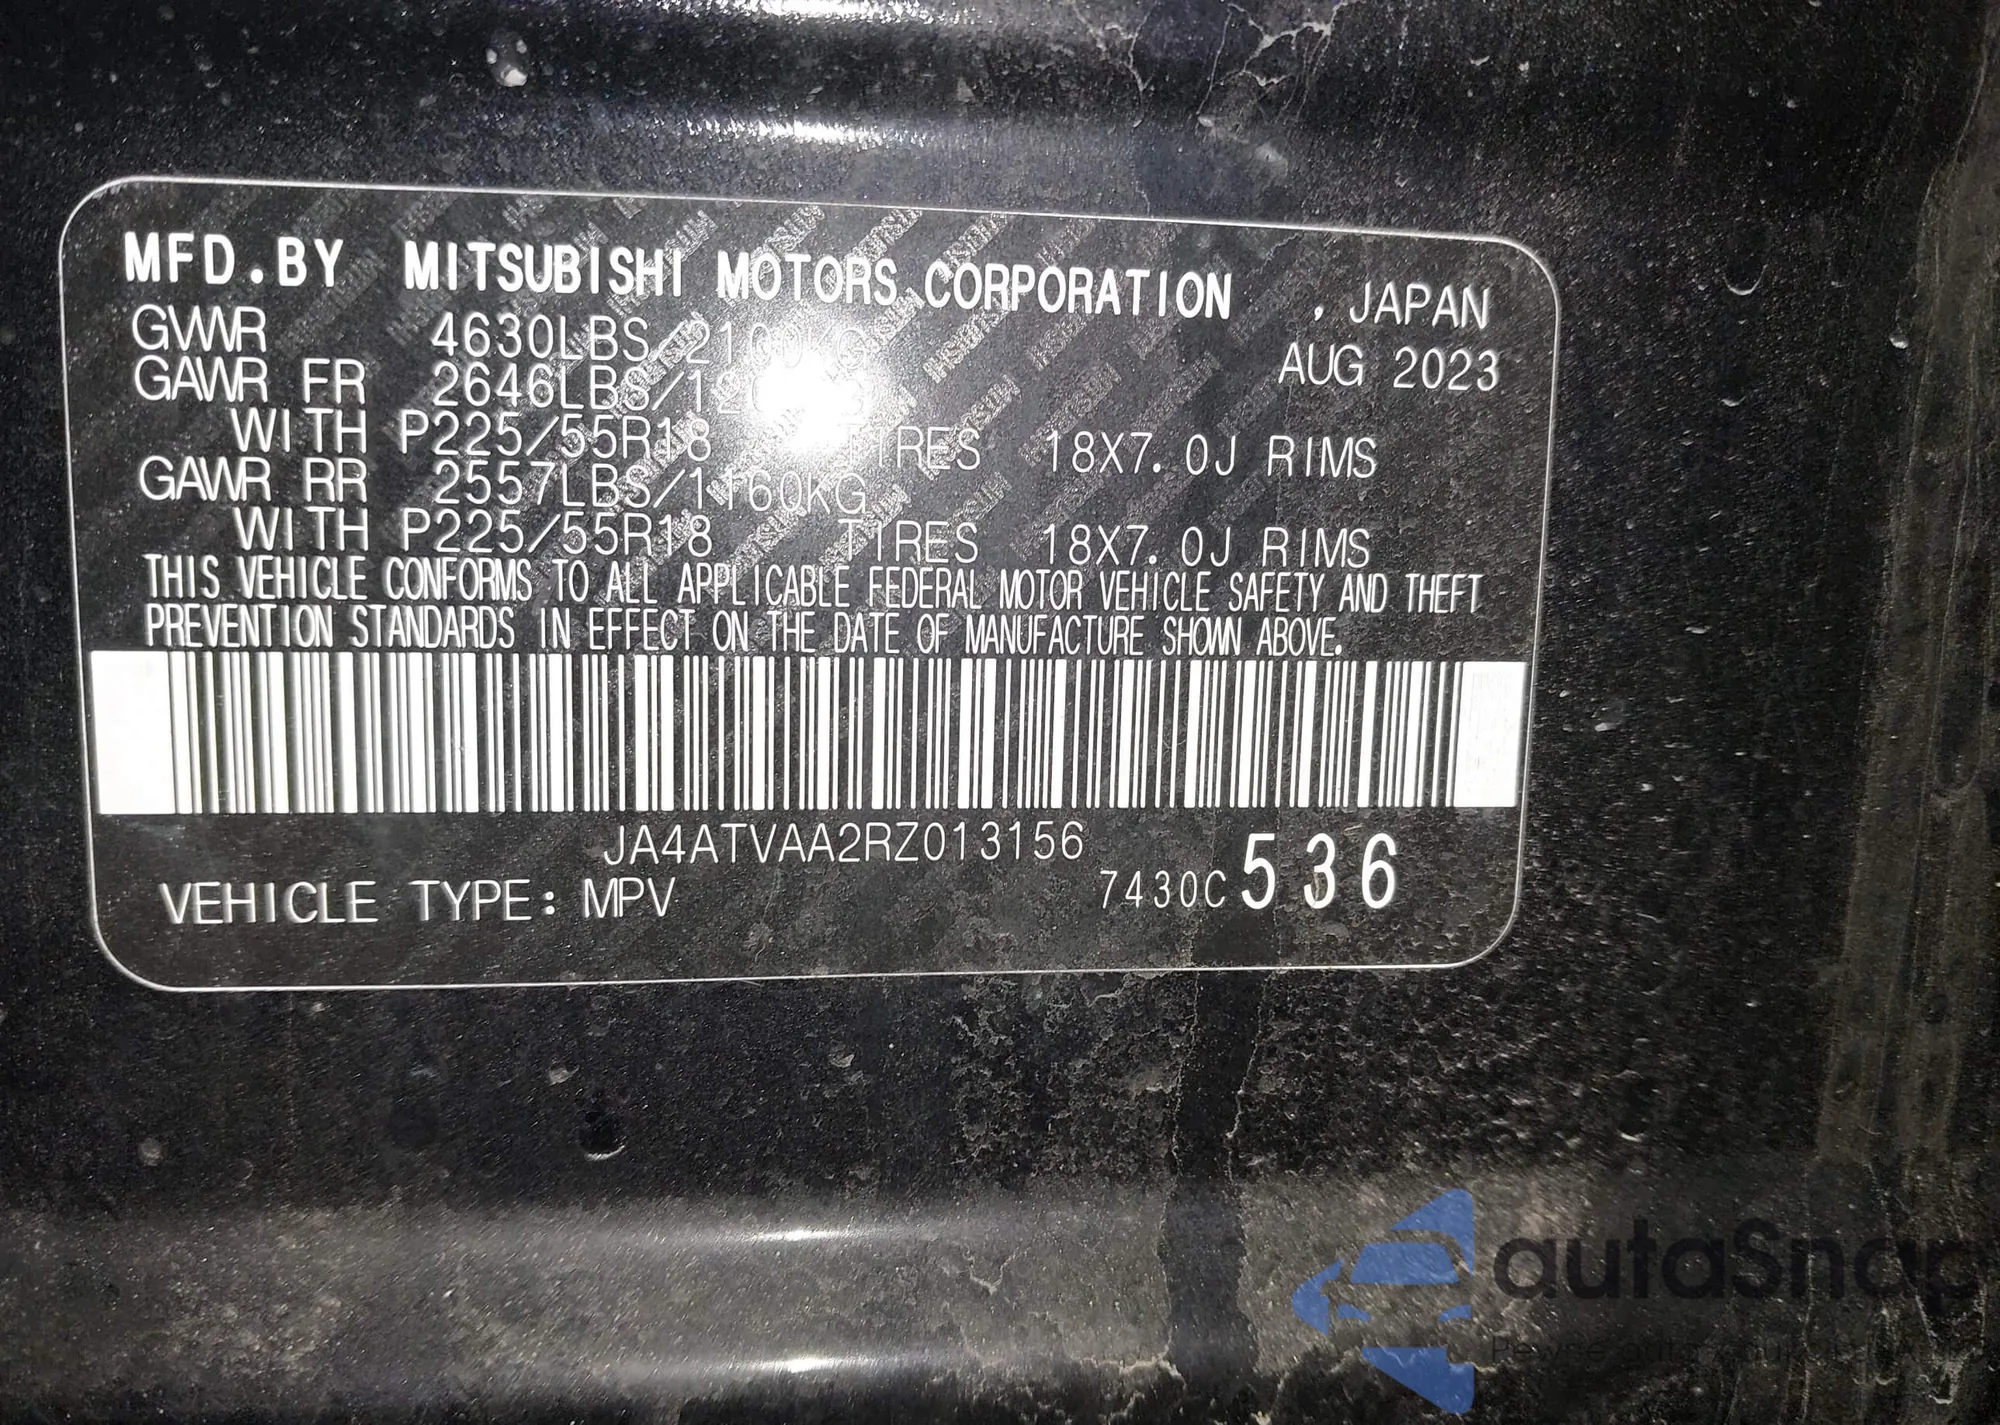 MFD.BY MITSUBISHI MOTORS CORPORATION , JAPAN
GVWR 4630LBS/2100KG AUG 2023
GAWR FR 2646LBS/1200KG
WITH P225/55R18 TIRES 18X7.0J RIMS
GAWR RR 2557LBS/1160KG
WITH P225/55R18 TIRES 18X7.0J RIMS
THIS VEHICLE CONFORMS TO ALL APPLICABLE FEDERAL MOTOR VEHICLE SAFETY AND THEFT
PREVENTION STANDARDS IN EFFECT ON THE DATE OF MANUFACTURE SHOWN ABOVE.
JA4ATVAA2RZ013156
VEHICLE TYPE: MPV 7430C 536
autaSnap
Pewne auta